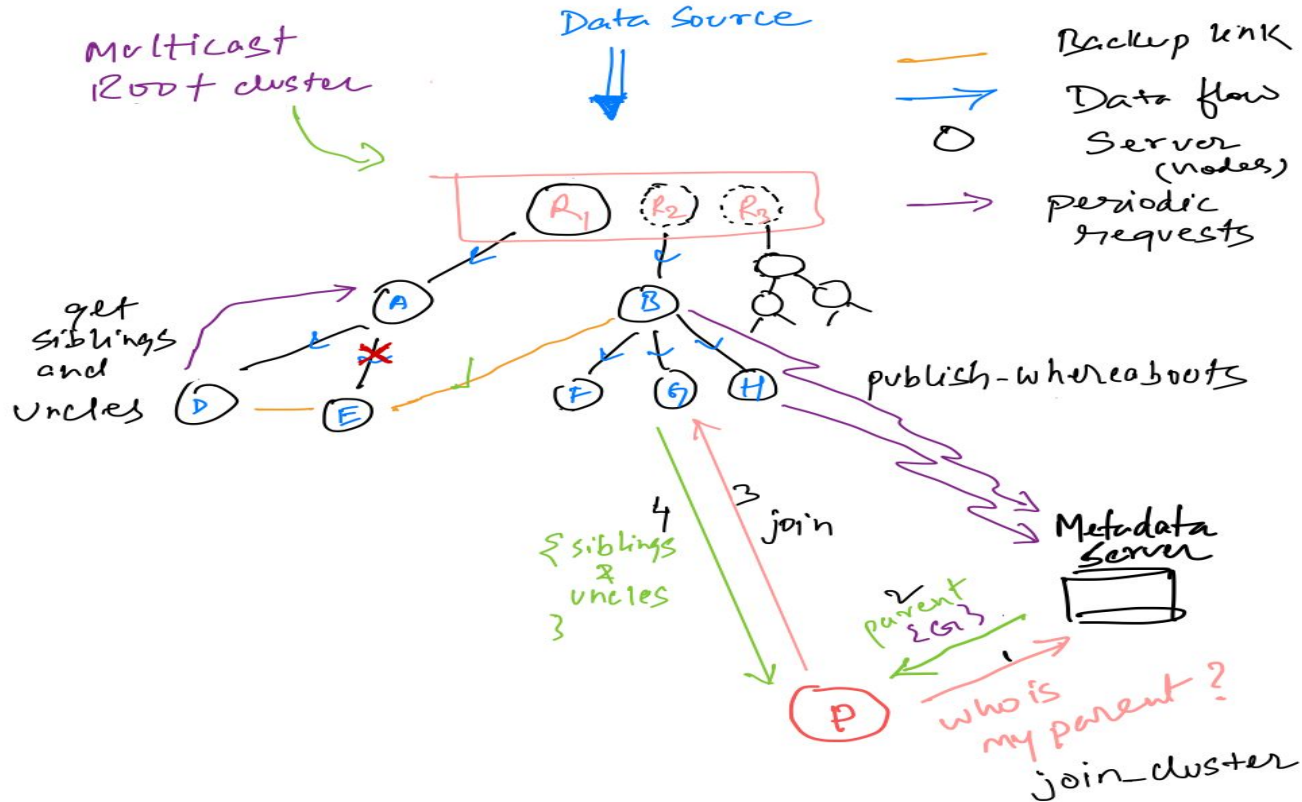 Data Source
Multicast
Root cluster
Backup link
Data flow
Server
(nodes)
periodic
requests
R1
R2
R3
A
B
get
siblings
and
uncles
D
E
F
G
H
publish-whereabouts
4
3
join
{siblings
&
uncles
}
Metadata
Server
2
parent
{G}
1
P
who is
my parent?
join_cluster